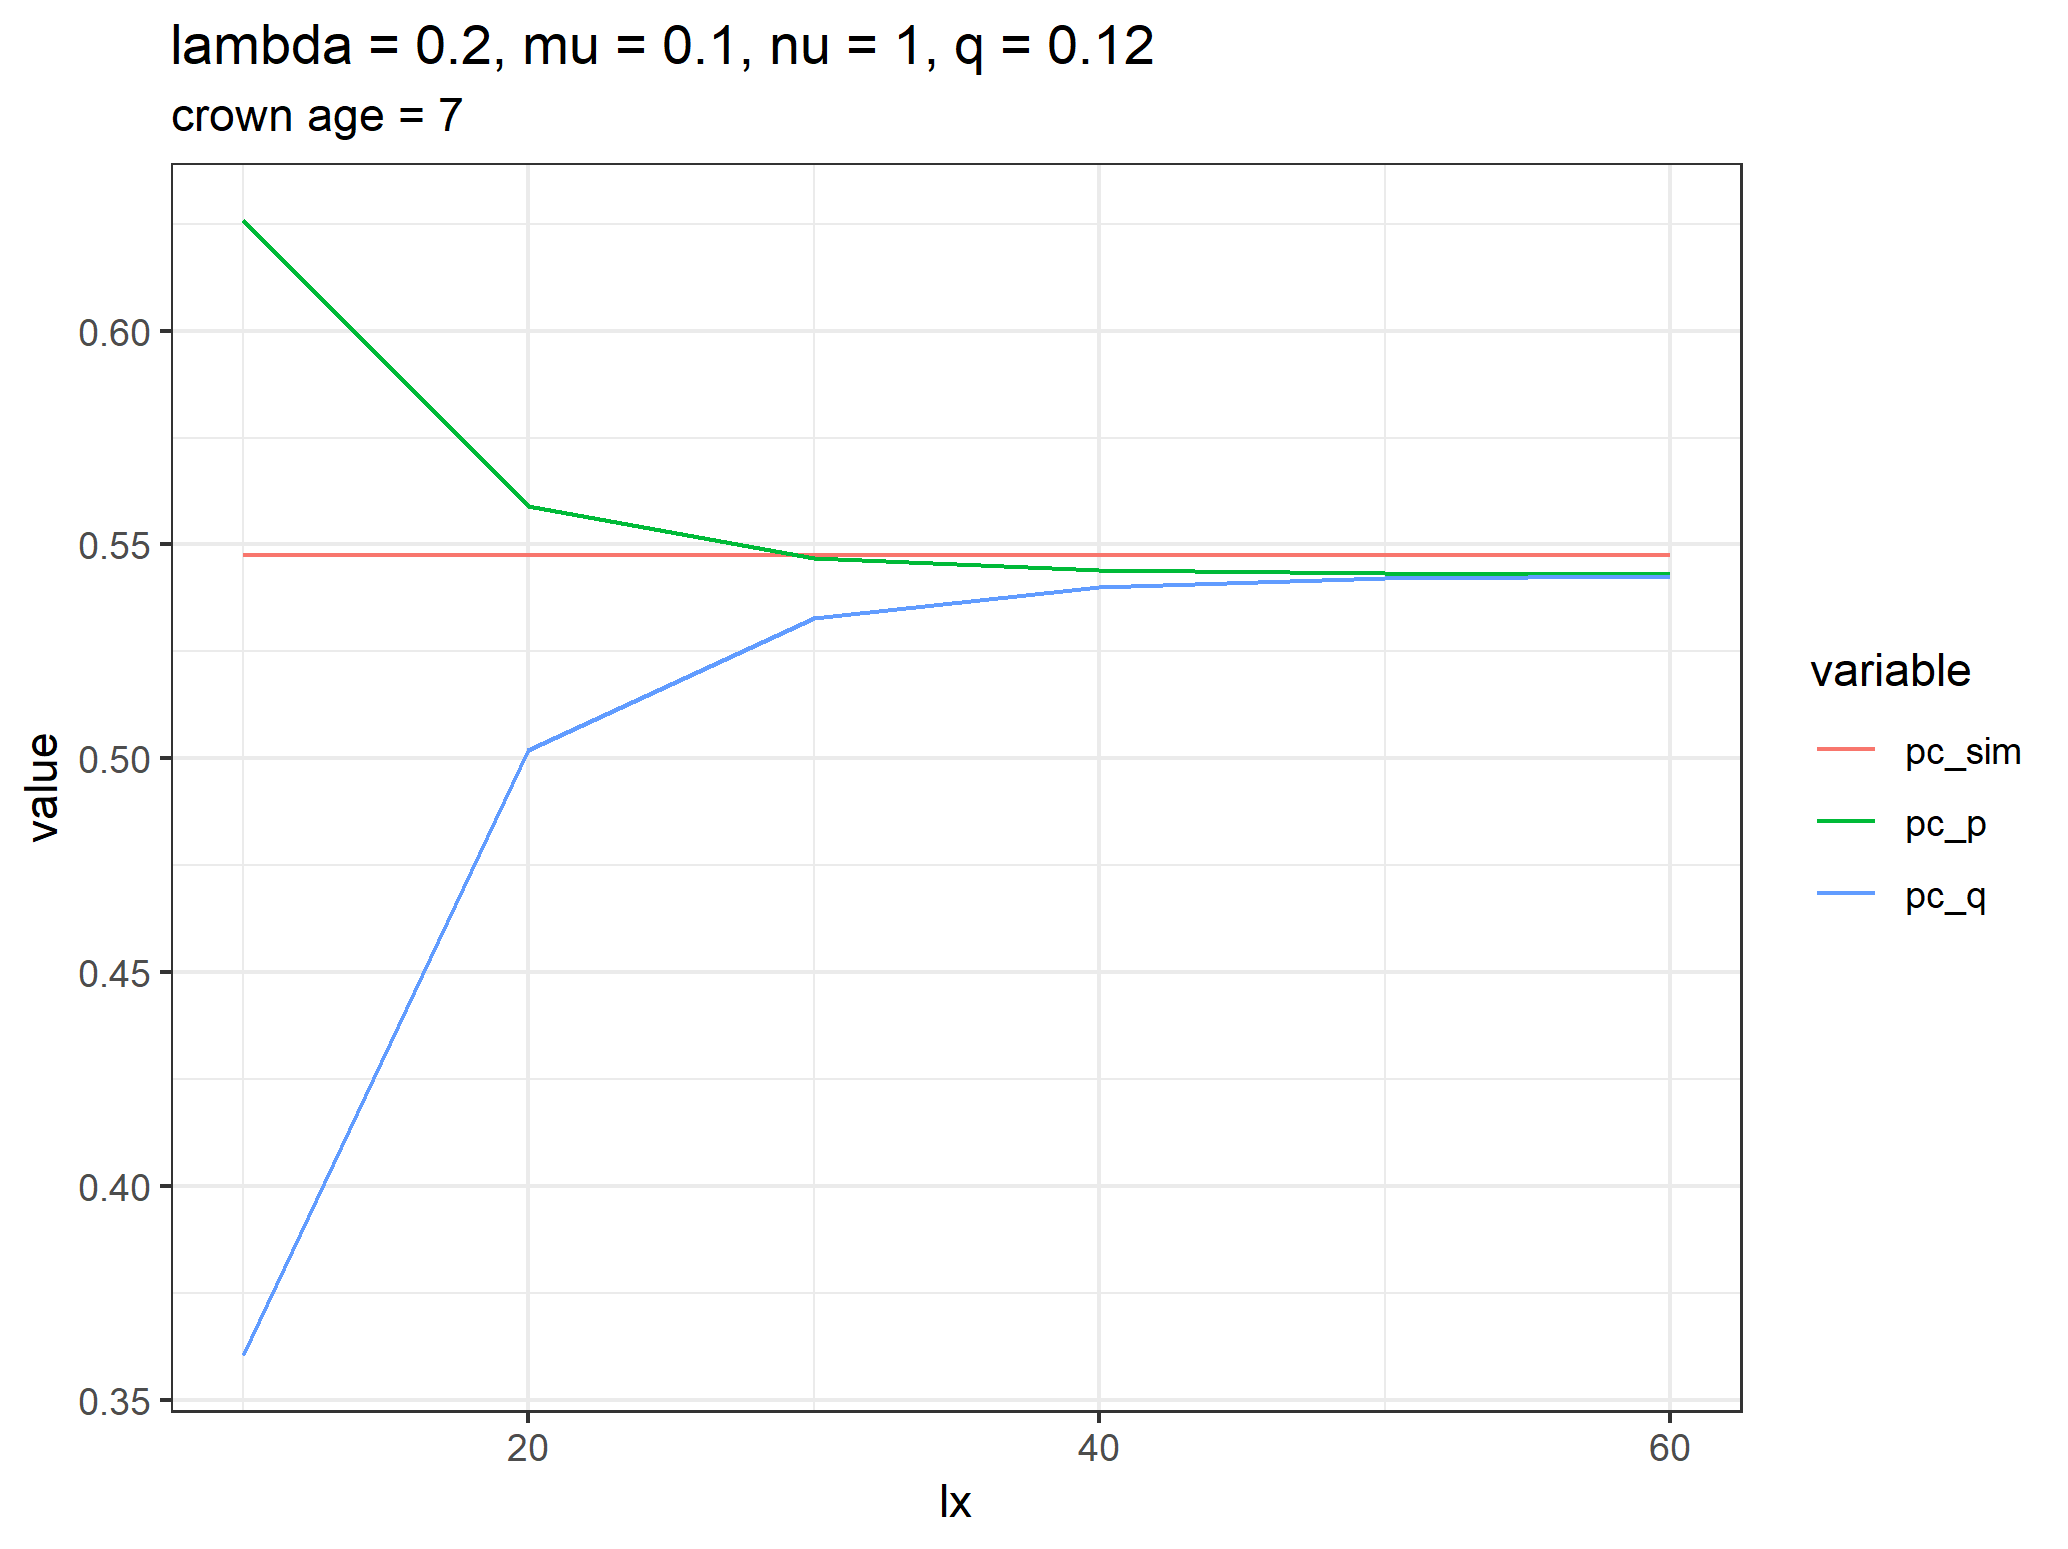 lambda = 0.2, mu = 0.1, nu = 1, q = 0.12
crown age = 7
value
0.60
0.55
0.50
0.45
0.40
0.35
20
40
60
lx
variable
pc_sim
pc_p
pc_q